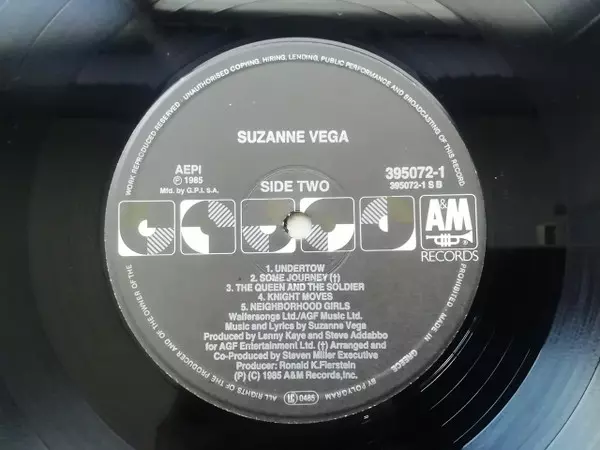 WORK REPRODUCED RESERVED · UNAUTHORISED COPYING, HIRING, LENDING, PUBLIC PERFORMANCE AND BROADCASTING OF THIS RECORD
PROHIBITED · MADE IN GREECE
BY POLYGRAM
ALL RIGHTS OF THE PRODUCER AND OF THE OWNER OF THE
SUZANNE VEGA
AEPI
Ⓟ 1985
Mfd. by G.P.I. S.A.
SIDE TWO
395072-1
395072-1 S B
A&M
RECORDS
1. UNDERTOW
2. SOME JOURNEY (†)
3. THE QUEEN AND THE SOLDIER
4. KNIGHT MOVES
5. NEIGHBORHOOD GIRLS
Waifersongs Ltd./AGF Music Ltd.
Music and Lyrics by Suzanne Vega
Produced by Lenny Kaye and Steve Addabbo
for AGF Entertainment Ltd. (†) Arranged and
Co-Produced by Steven Miller Executive
Producer: Ronald K.Fierstein
(P) (C) 1985 A&M Records,Inc.
0485